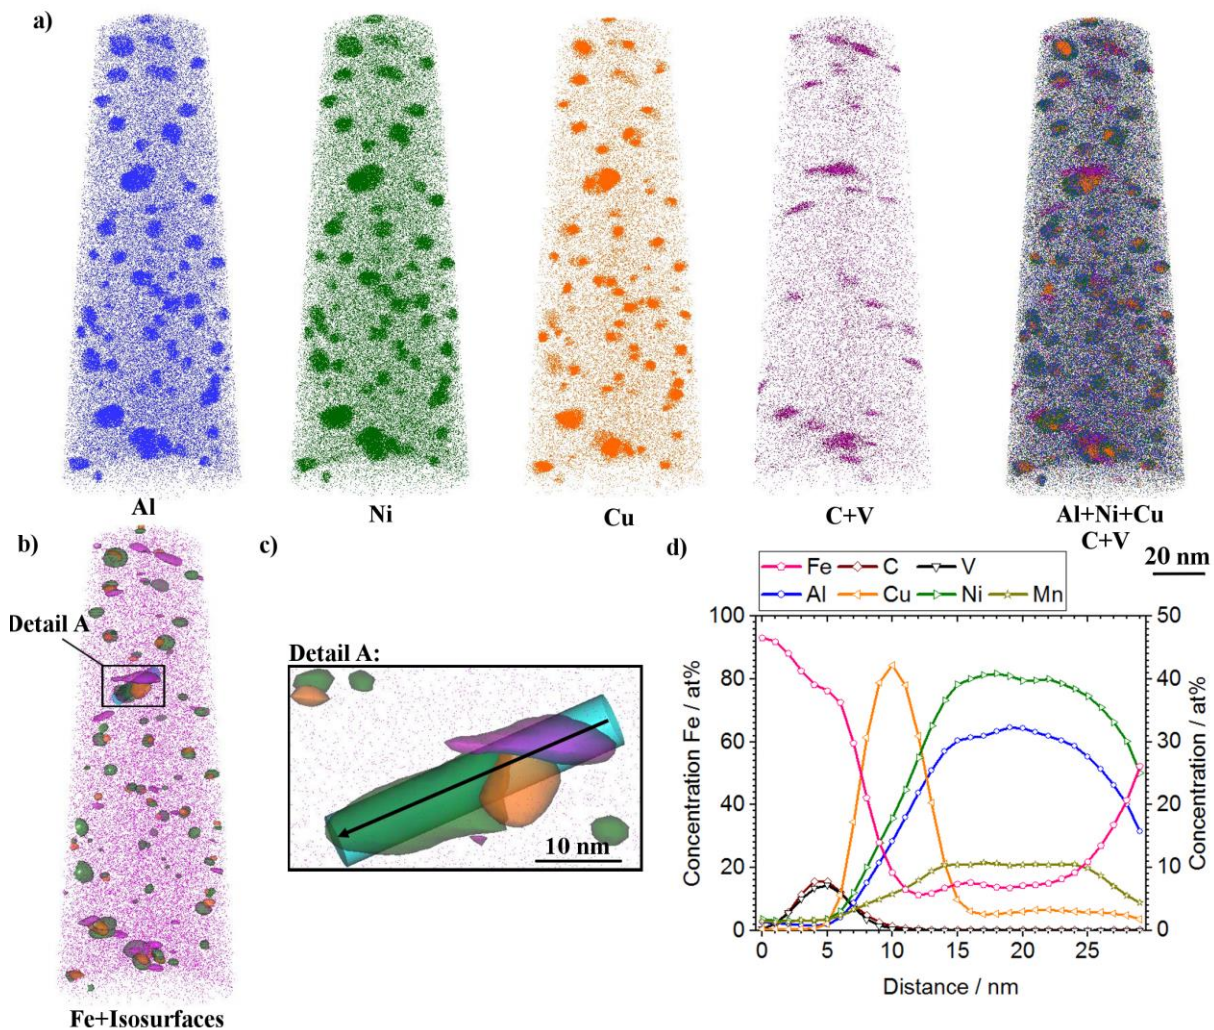 a)
Al
Ni
Cu
C+V
Al+Ni+Cu
C+V
20 nm
b)
Detail A
Fe+Isosurfaces
c)
Detail A:
10 nm
d)
Fe C V
Al Cu Ni Mn
Concentration Fe / at%
100
80
60
40
20
0
50
40
30
20
10
0
Concentration / at%
0 5 10 15 20 25
Distance / nm